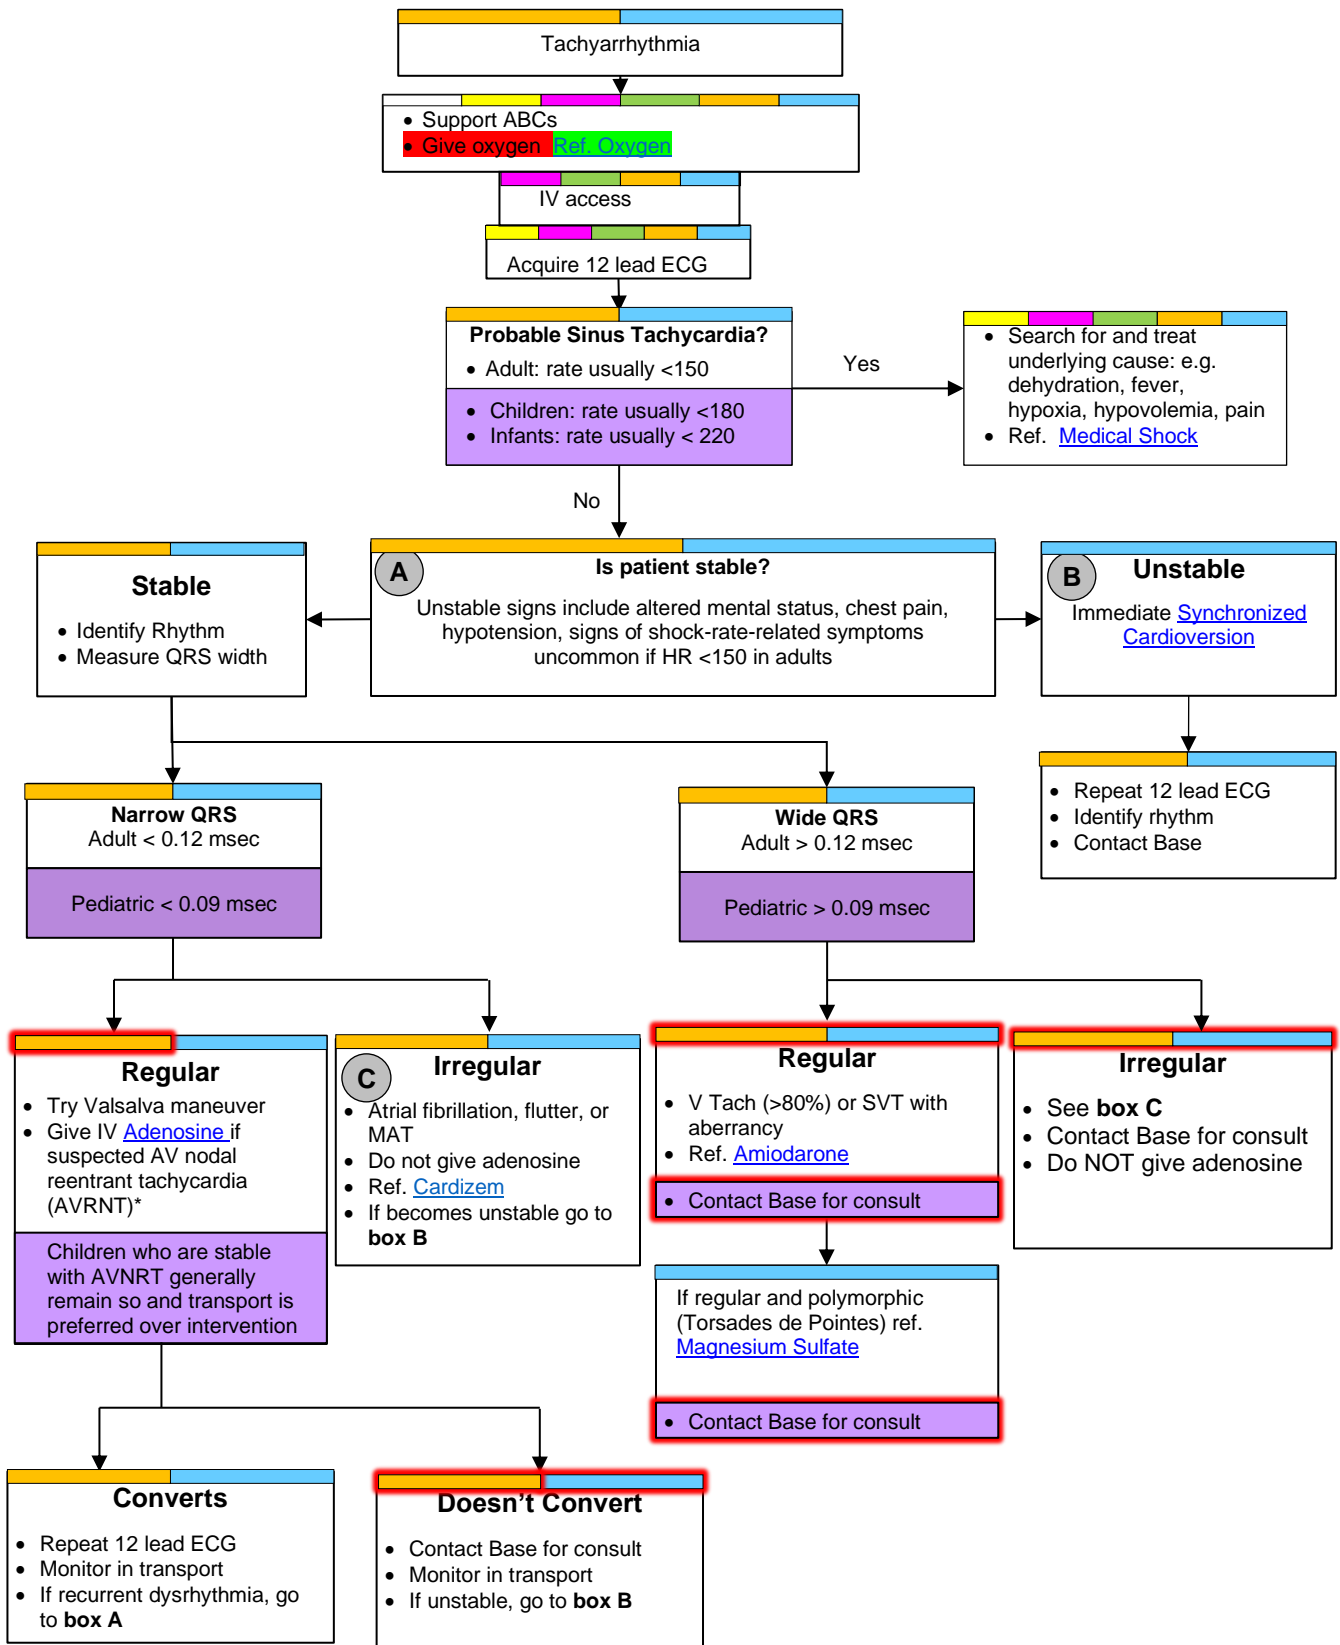 Tachyarrhythmia
• Support ABCs
• Give oxygen Ref. Oxygen
IV access
Acquire 12 lead ECG
Probable Sinus Tachycardia?
• Adult: rate usually <150
• Children: rate usually <180
• Infants: rate usually < 220
Yes
• Search for and treat
underlying cause: e.g.
dehydration, fever,
hypoxia, hypovolemia, pain
• Ref. Medical Shock
No
Stable
• Identify Rhythm
• Measure QRS width
A
Is patient stable?
Unstable signs include altered mental status, chest pain,
hypotension, signs of shock-rate-related symptoms
uncommon if HR <150 in adults
B
Unstable
Immediate Synchronized
Cardioversion
• Repeat 12 lead ECG
• Identify rhythm
• Contact Base
Narrow QRS
Adult < 0.12 msec
Pediatric < 0.09 msec
Wide QRS
Adult > 0.12 msec
Pediatric > 0.09 msec
Regular
• Try Valsalva maneuver
• Give IV Adenosine if
suspected AV nodal
reentrant tachycardia
(AVRNT)*
Children who are stable
with AVNRT generally
remain so and transport is
preferred over intervention
C
Irregular
• Atrial fibrillation, flutter, or
MAT
• Do not give adenosine
• Ref. Cardizem
• If becomes unstable go to
box B
Regular
• V Tach (>80%) or SVT with
aberrancy
• Ref. Amiodarone
• Contact Base for consult
If regular and polymorphic
(Torsades de Pointes) ref.
Magnesium Sulfate
• Contact Base for consult
Irregular
• See box C
• Contact Base for consult
• Do NOT give adenosine
Converts
• Repeat 12 lead ECG
• Monitor in transport
• If recurrent dysrhythmia, go
to box A
Doesn't Convert
• Contact Base for consult
• Monitor in transport
• If unstable, go to box B